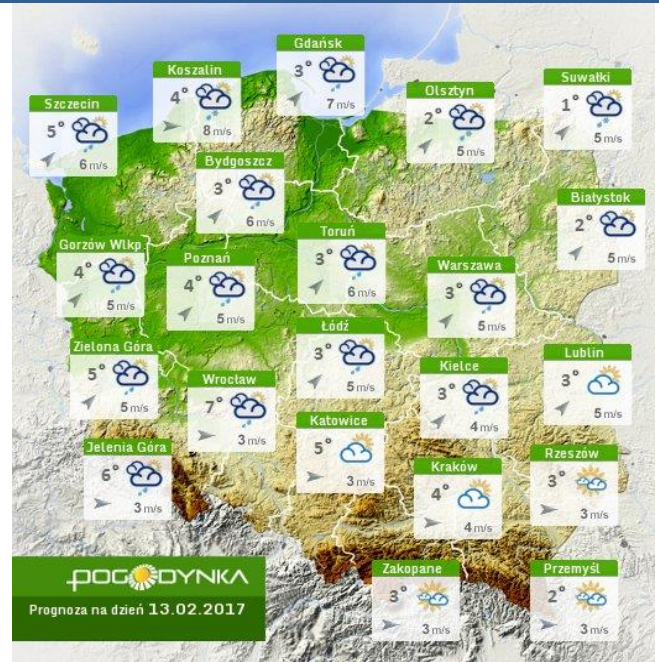 Gdańsk
3°
7 m/s
Koszalin
4°
8 m/s
Szczecin
5°
6 m/s
Olsztyn
2°
5 m/s
Suwałki
1°
5 m/s
Bydgoszcz
3°
6 m/s
Białystok
2°
5 m/s
Gorzów Wlkp
4°
5 m/s
Poznań
4°
5 m/s
Toruń
3°
6 m/s
Warszawa
3°
5 m/s
Zielona Góra
5°
5 m/s
Wrocław
7°
3 m/s
Łódź
3°
5 m/s
Kielce
3°
4 m/s
Lublin
3°
5 m/s
Jelenia Góra
6°
3 m/s
Katowice
5°
3 m/s
Kraków
4°
4 m/s
Rzeszów
3°
3 m/s
Zakopane
3°
3 m/s
Przemyśl
2°
3 m/s
POGODYNKA
Prognoza na dzień 13.02.2017